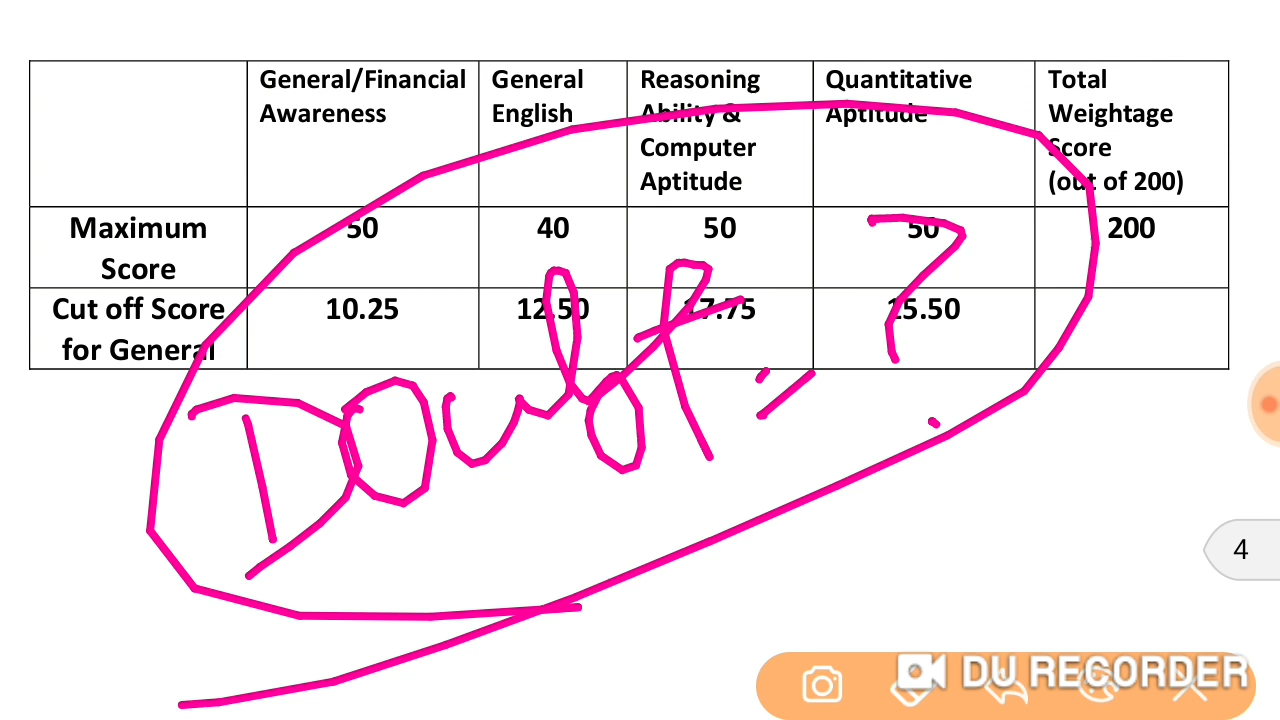 General/Financial Awareness General English Reasoning Ability & Computer Aptitude Quantitative Aptitude Total Weightage Score (out of 200)
Maximum Score 50 40 50 50 200
Cut off Score for General 10.25 12.50 17.75 15.50
Doubt:- ?
4
DU RECORDER